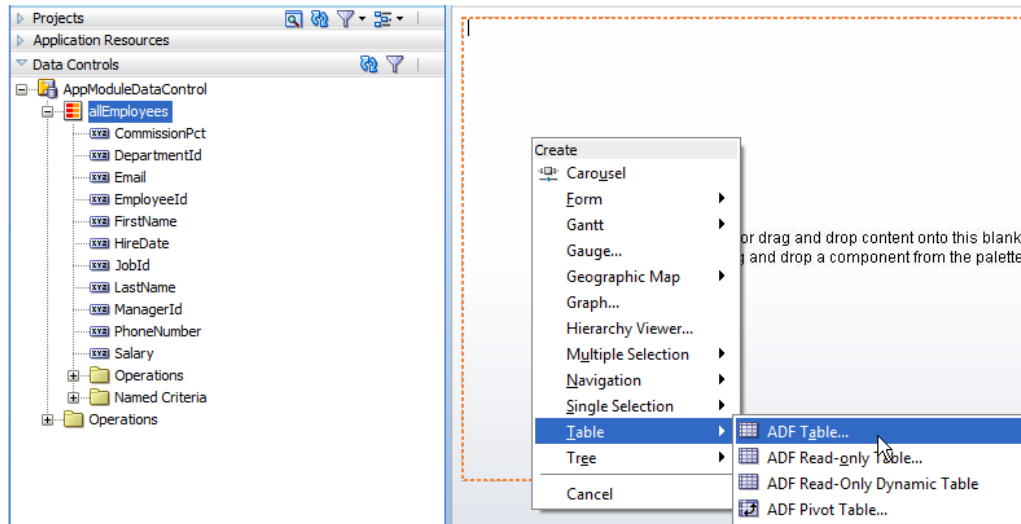 Projects
Application Resources
Data Controls
AppModuleDataControl
allEmployees
CommissionPct
DepartmentId
Email
EmployeeId
FirstName
HireDate
JobId
LastName
ManagerId
PhoneNumber
Salary
Operations
Named Criteria
Operations
or drag and drop content onto this blank
and drop a component from the palette
Create
Carousel
Form
Gantt
Gauge...
Geographic Map
Graph...
Hierarchy Viewer...
Multiple Selection
Navigation
Single Selection
Table
Tree
Cancel
ADF Table...
ADF Read-only Table...
ADF Read-Only Dynamic Table
ADF Pivot Table...